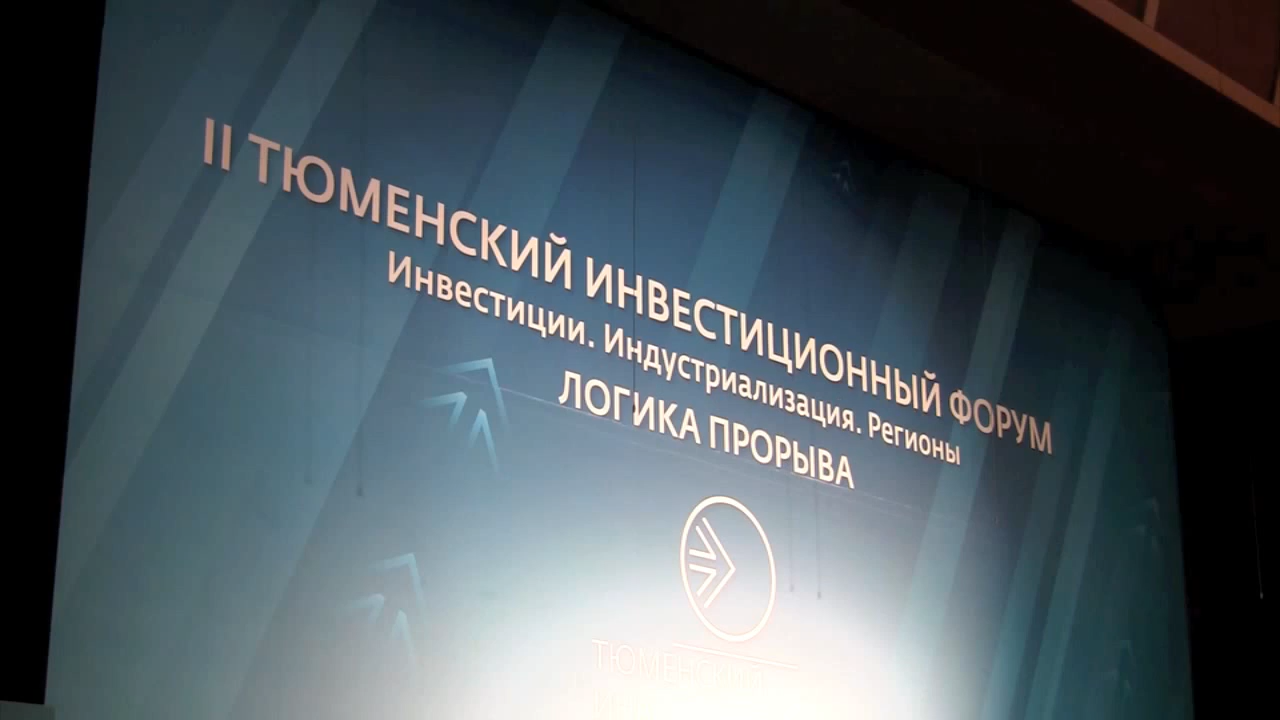 II ТЮМЕНСКИЙ ИНВЕСТИЦИОННЫЙ ФОРУМ
Инвестиции. Индустриализация. Регионы
ЛОГИКА ПРОРЫВА
ТЮМЕНСКИЙ